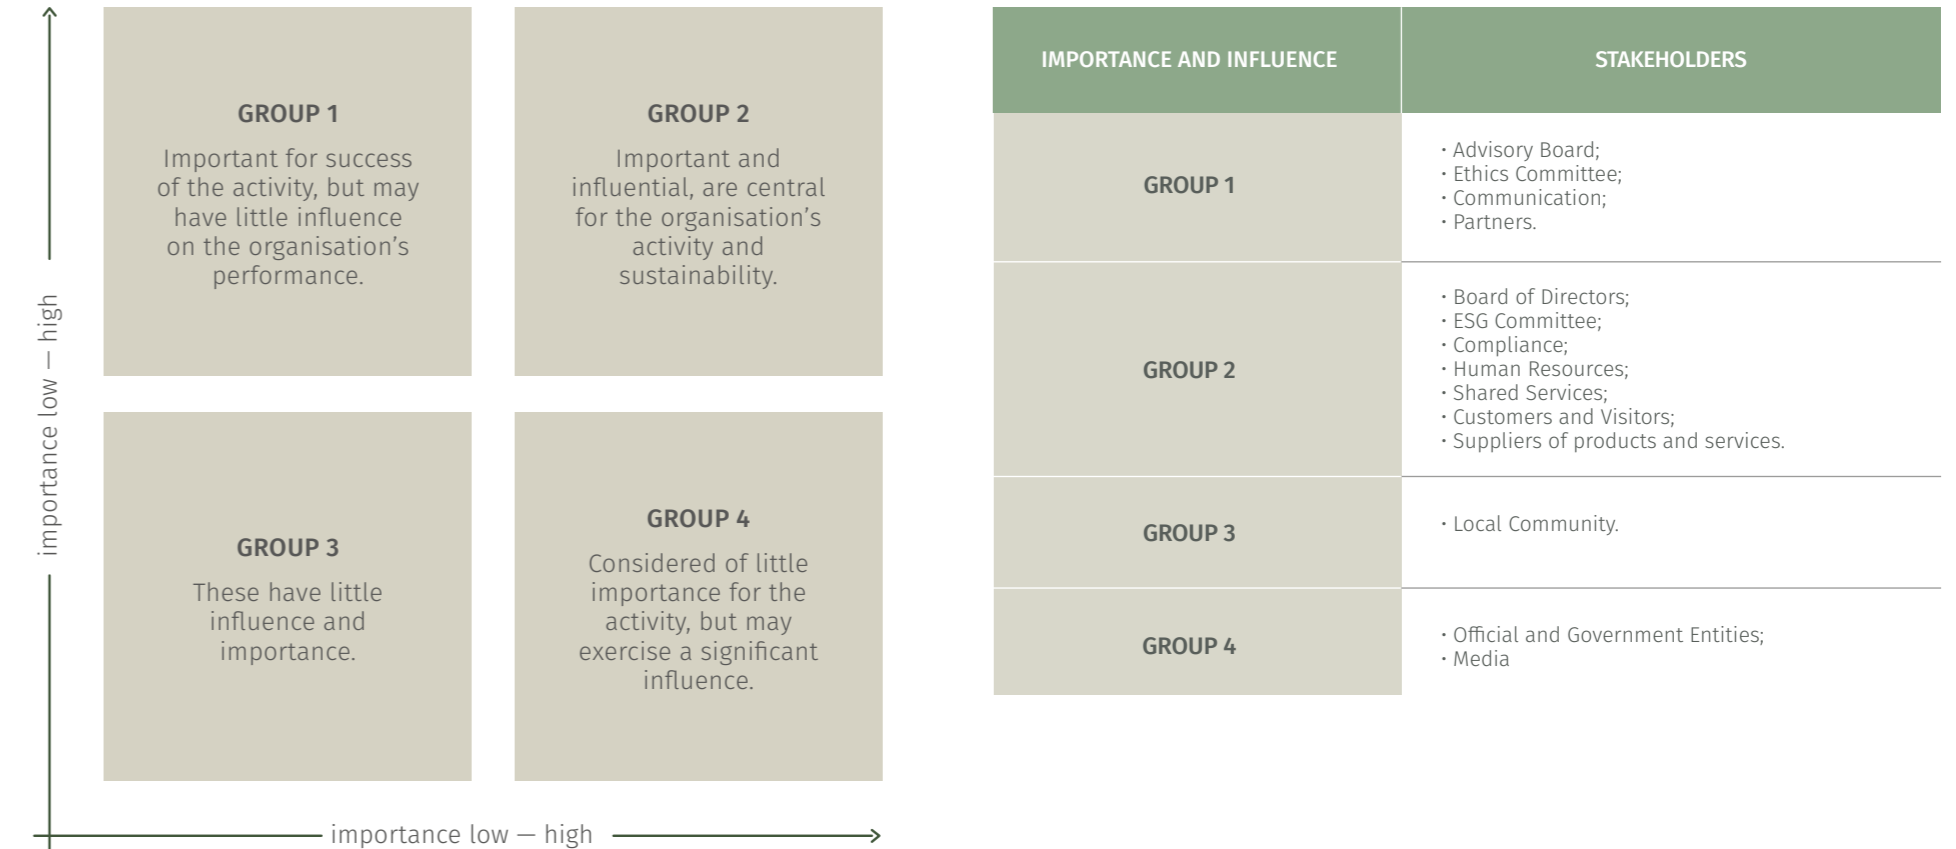 GROUP 1
Important for success
of the activity, but may
have little influence
on the organisation’s
performance.
GROUP 2
Important and
influential, are central
for the organisation’s
activity and
sustainability.
GROUP 3
These have little
influence and
importance.
GROUP 4
Considered of little
importance for the
activity, but may
exercise a significant
influence.
importance low — high
importance low — high
IMPORTANCE AND INFLUENCE
STAKEHOLDERS
GROUP 1
· Advisory Board;
· Ethics Committee;
· Communication;
· Partners.
GROUP 2
· Board of Directors;
· ESG Committee;
· Compliance;
· Human Resources;
· Shared Services;
· Customers and Visitors;
· Suppliers of products and services.
GROUP 3
· Local Community.
GROUP 4
· Official and Government Entities;
· Media